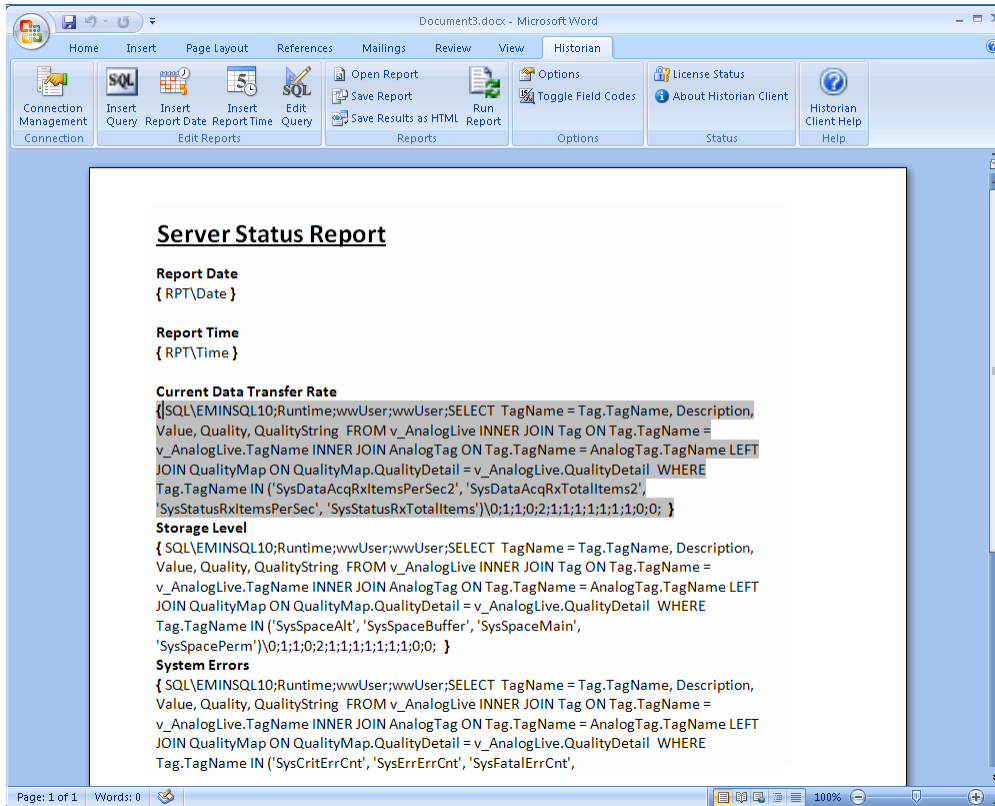 Document3.docx - Microsoft Word
Home Insert Page Layout References Mailings Review View Historian
Connection Management
Connection
SQL
Insert Query
Insert Report Date
5
Insert Report Time
SQL
Edit Query
Edit Reports
Open Report
Save Report
Save Results as HTML
Run Report
Reports
Options
Toggle Field Codes
Options
License Status
About Historian Client
Status
Historian Client Help
Help
Server Status Report
Report Date
{ RPT\Date }
Report Time
{ RPT\Time }
Current Data Transfer Rate
{ SQL\EMINSQL10;Runtime;wwUser;wwUser;SELECT TagName = Tag.TagName, Description,
Value, Quality, QualityString FROM v_AnalogLive INNER JOIN Tag ON Tag.TagName =
v_AnalogLive.TagName INNER JOIN AnalogTag ON Tag.TagName = AnalogTag.TagName LEFT
JOIN QualityMap ON QualityMap.QualityDetail = v_AnalogLive.QualityDetail WHERE
Tag.TagName IN ('SysDataAcqRxItemsPerSec2', 'SysDataAcqRxTotalItems2',
'SysStatusRxItemsPerSec', 'SysStatusRxTotalItems')\0;1;1;0;2;1;1;1;1;1;1;1;0;0; }
Storage Level
{ SQL\EMINSQL10;Runtime;wwUser;wwUser;SELECT TagName = Tag.TagName, Description,
Value, Quality, QualityString FROM v_AnalogLive INNER JOIN Tag ON Tag.TagName =
v_AnalogLive.TagName INNER JOIN AnalogTag ON Tag.TagName = AnalogTag.TagName LEFT
JOIN QualityMap ON QualityMap.QualityDetail = v_AnalogLive.QualityDetail WHERE
Tag.TagName IN ('SysSpaceAlt', 'SysSpaceBuffer', 'SysSpaceMain',
'SysSpacePerm')\0;1;1;0;2;1;1;1;1;1;1;1;0;0; }
System Errors
{ SQL\EMINSQL10;Runtime;wwUser;wwUser;SELECT TagName = Tag.TagName, Description,
Value, Quality, QualityString FROM v_AnalogLive INNER JOIN Tag ON Tag.TagName =
v_AnalogLive.TagName INNER JOIN AnalogTag ON Tag.TagName = AnalogTag.TagName LEFT
JOIN QualityMap ON QualityMap.QualityDetail = v_AnalogLive.QualityDetail WHERE
Tag.TagName IN ('SysCritErrCnt', 'SysErrErrCnt', 'SysFatalErrCnt',
Page: 1 of 1 Words: 0 100%